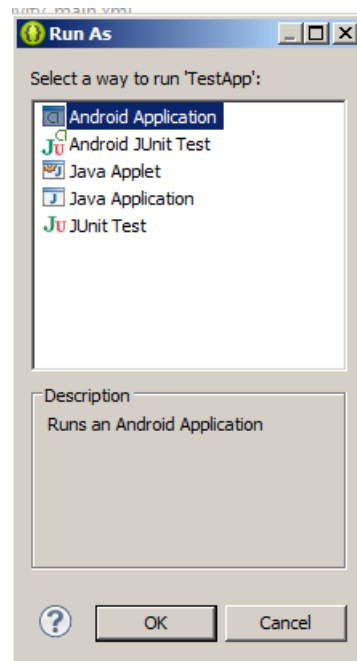 Run As
Select a way to run 'TestApp':
Android Application
Android JUnit Test
Java Applet
Java Application
JUnit Test
Description
Runs an Android Application
OK
Cancel